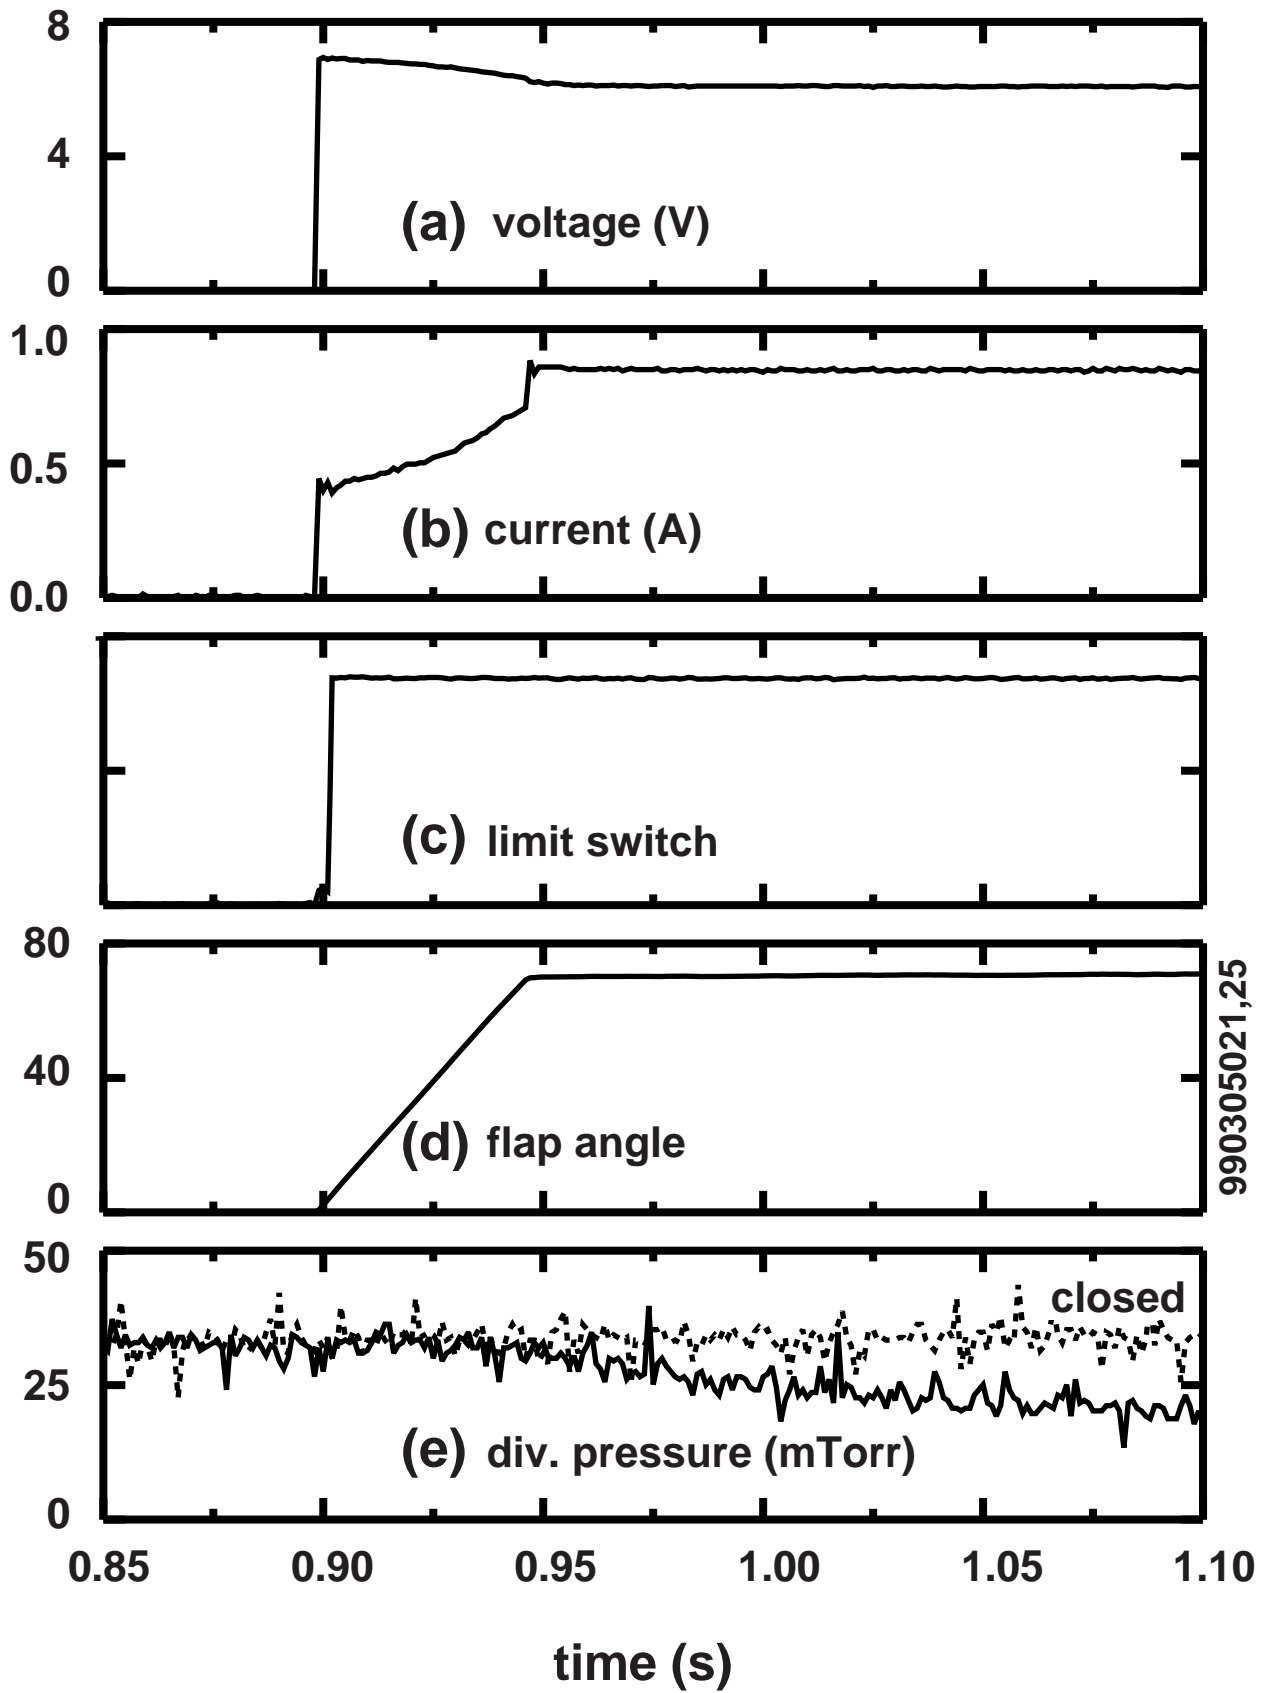 8
4
0
(a) voltage (V)
1.0
0.5
0.0
(b) current (A)
(c) limit switch
80
40
0
(d) flap angle
990305021,25
50
25
0
closed
(e) div. pressure (mTorr)
0.85 0.90 0.95 1.00 1.05 1.10
time (s)